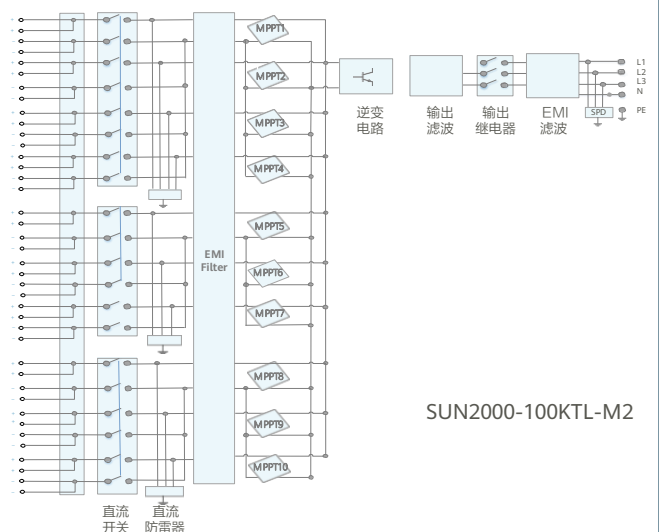 MPPT1
MPPT2
MPPT3
MPPT4
MPPT5
MPPT6
MPPT7
MPPT8
MPPT9
MPPT10
EMI
Filter
逆变
电路
输出
滤波
输出
继电器
EMI
滤波
SPD
L1
L2
L3
N
PE
SUN2000-100KTL-M2
直流
开关
直流
防雷器